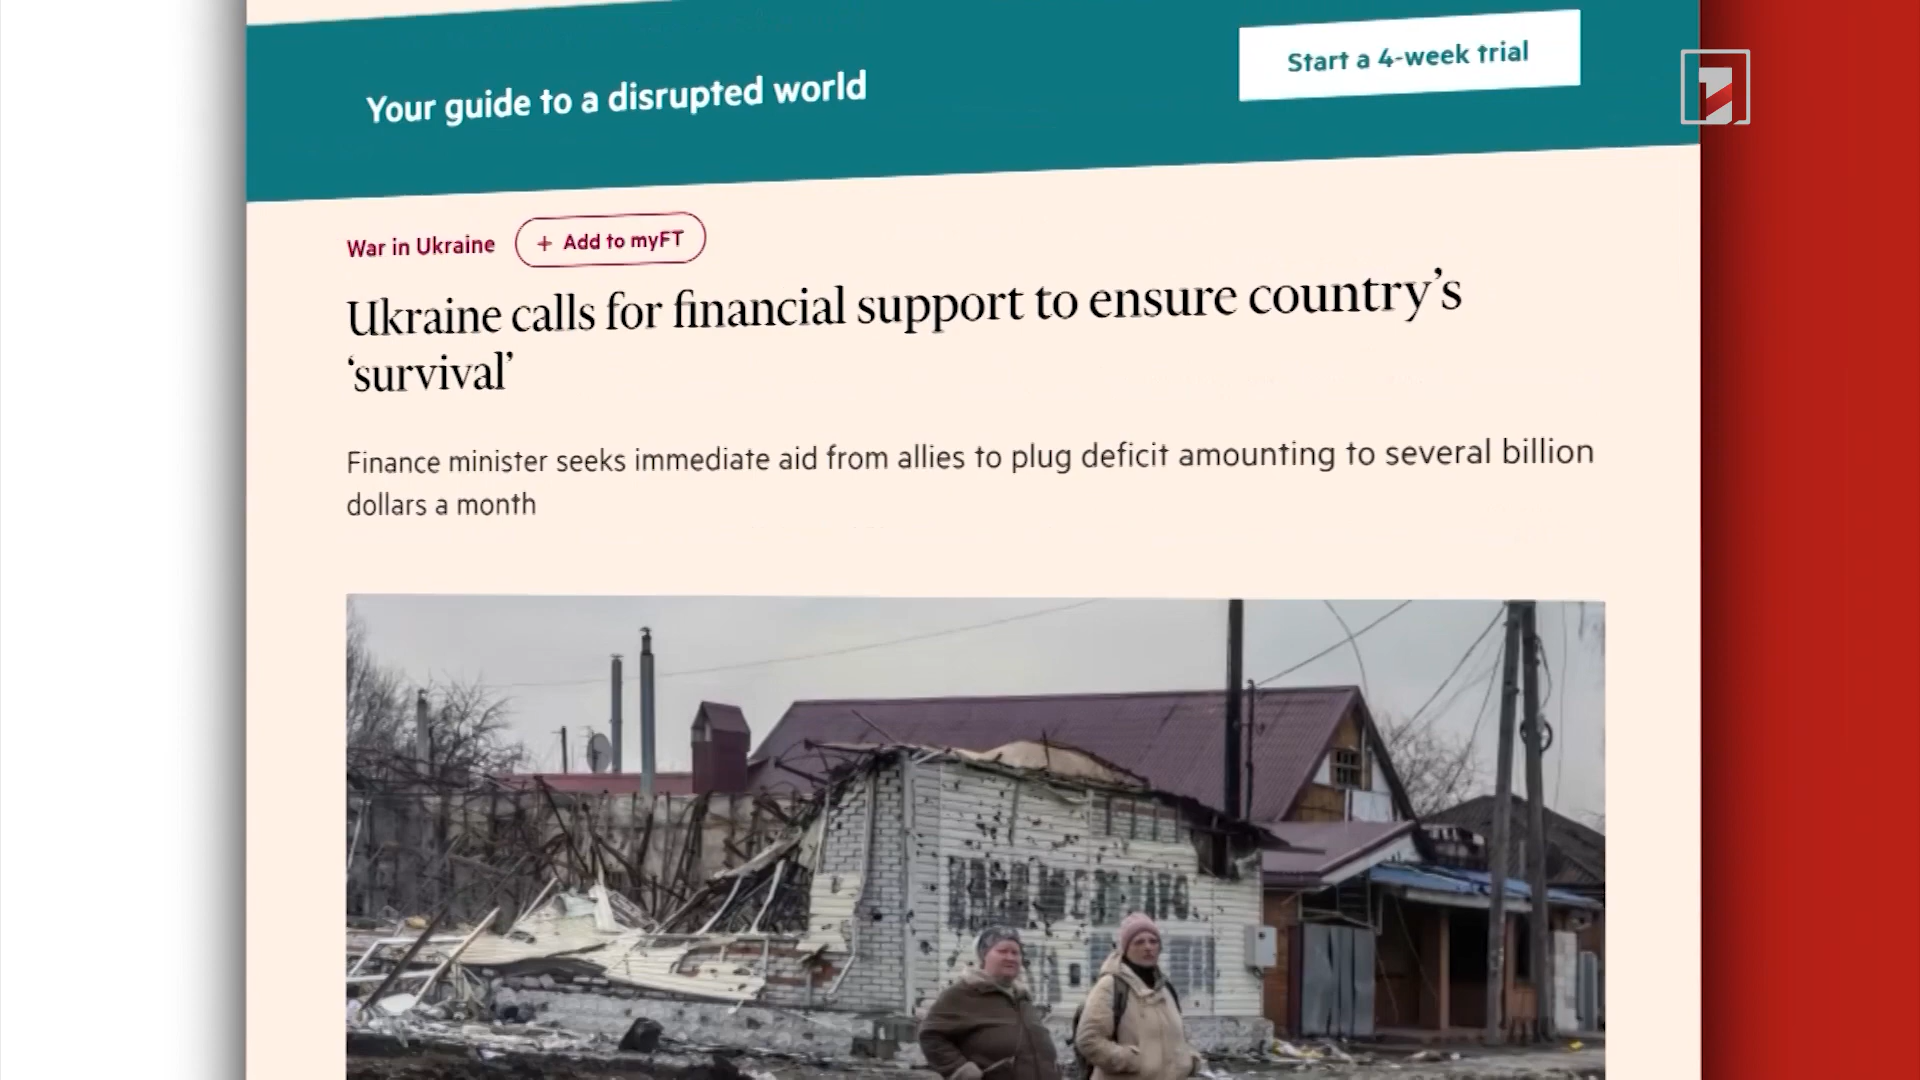 Your guide to a disrupted world
Start a 4-week trial
War in Ukraine
+ Add to myFT
Ukraine calls for financial support to ensure country’s
‘survival’
Finance minister seeks immediate aid from allies to plug deficit amounting to several billion
dollars a month